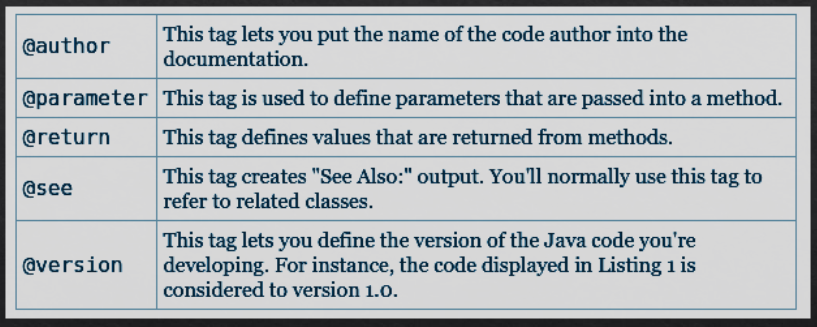 @author
This tag lets you put the name of the code author into the
documentation.
@parameter
This tag is used to define parameters that are passed into a method.
@return
This tag defines values that are returned from methods.
@see
This tag creates "See Also:" output. You'll normally use this tag to
refer to related classes.
@version
This tag lets you define the version of the Java code you're
developing. For instance, the code displayed in Listing 1 is
considered to version 1.0.